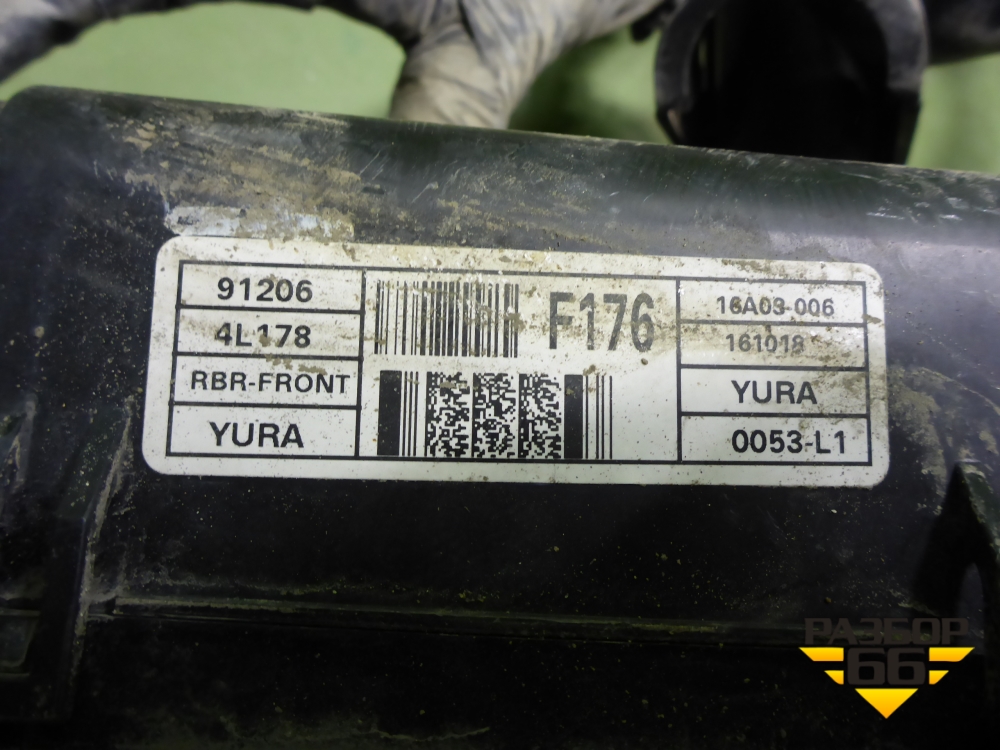 91206
4L178
RBR-FRONT
YURA
F176
16A03-006
161018
YURA
0053-L1
РАЗБОР
66